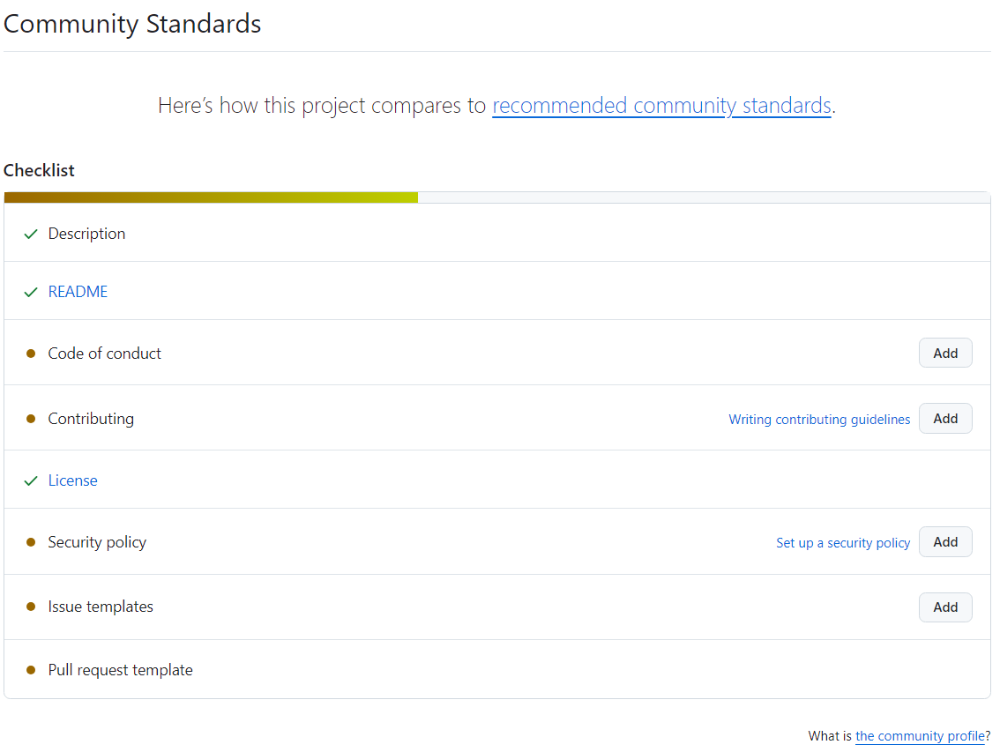 Community Standards
Here’s how this project compares to recommended community standards.
Checklist
Description
README
Code of conduct Add
Contributing Writing contributing guidelines Add
License
Security policy Set up a security policy Add
Issue templates Add
Pull request template
What is the community profile?